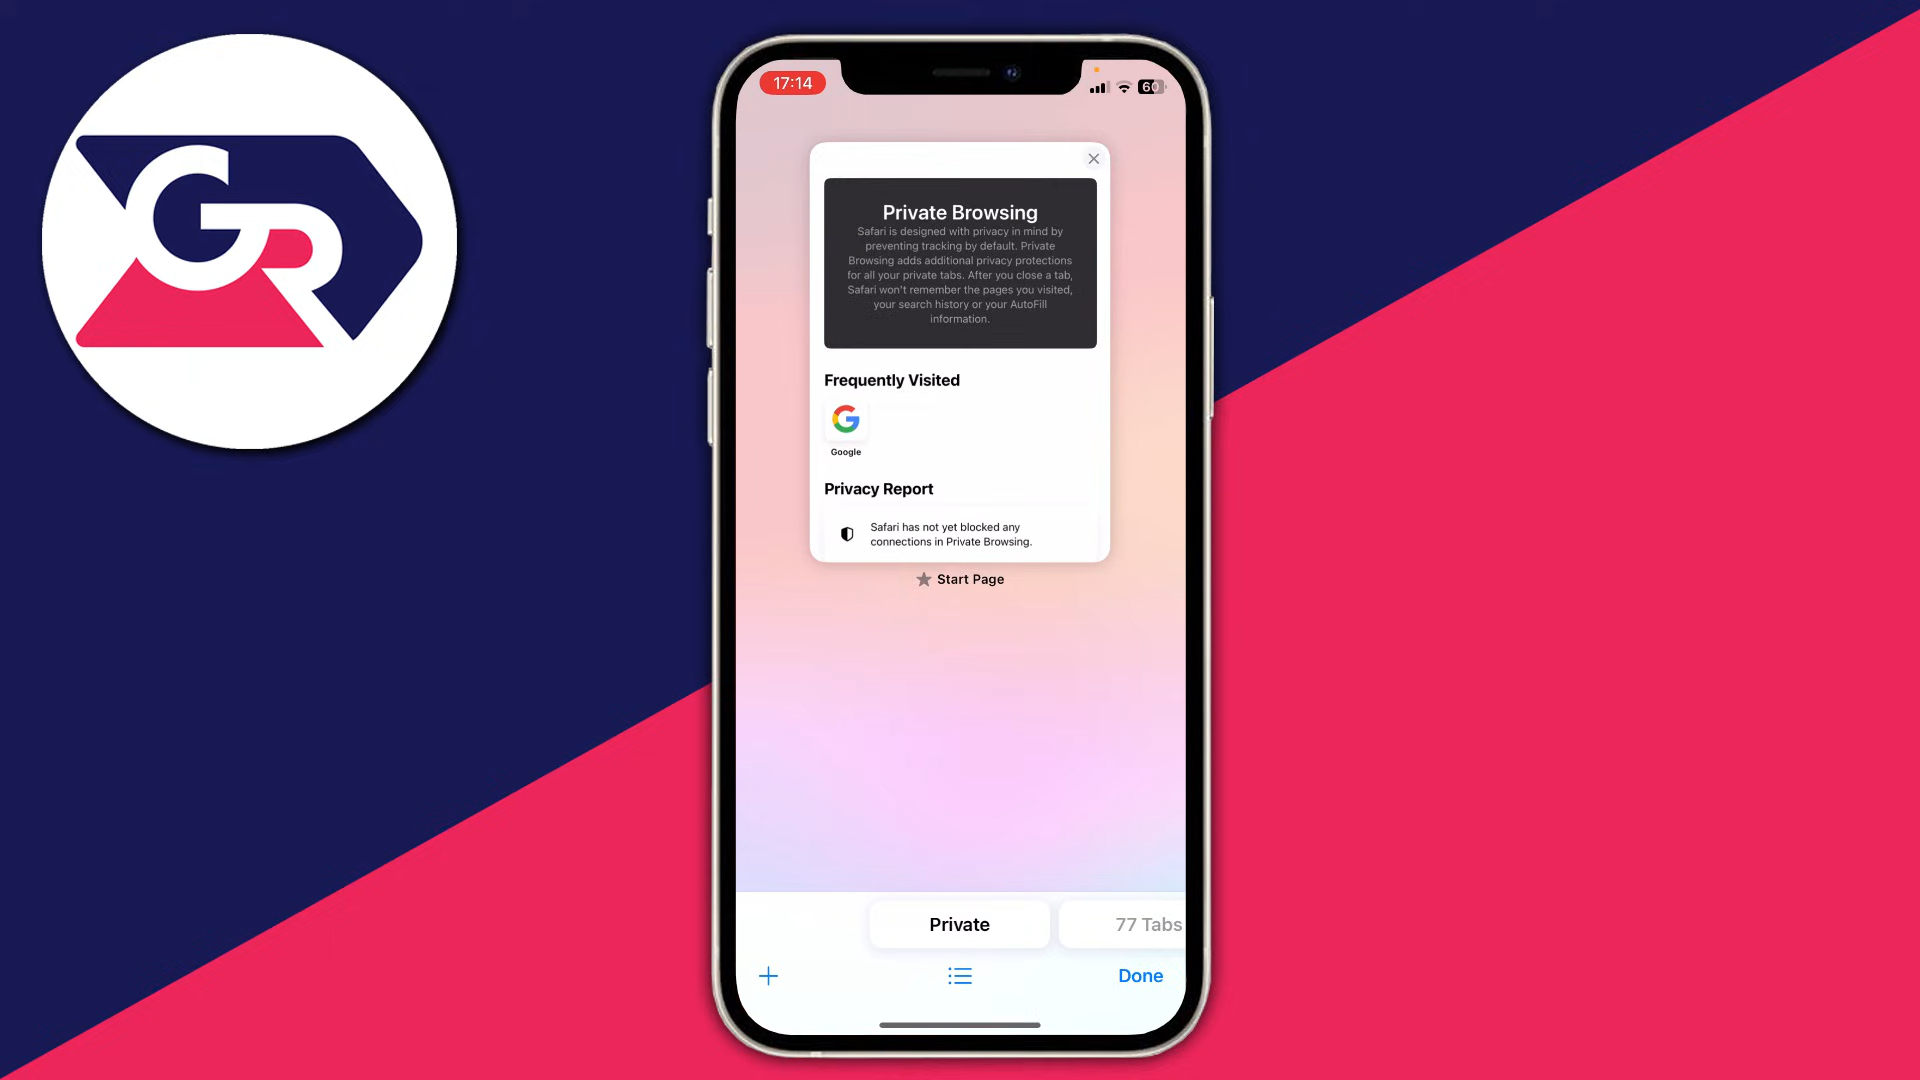 GR
17:14
60
Private Browsing
Safari is designed with privacy in mind by
preventing tracking by default. Private
Browsing adds additional privacy protections
for all your private tabs. After you close a tab,
Safari won't remember the pages you visited,
your search history or your AutoFill
information.
Frequently Visited
Google
Privacy Report
Safari has not yet blocked any
connections in Private Browsing.
Start Page
Private
77 Tabs
Done